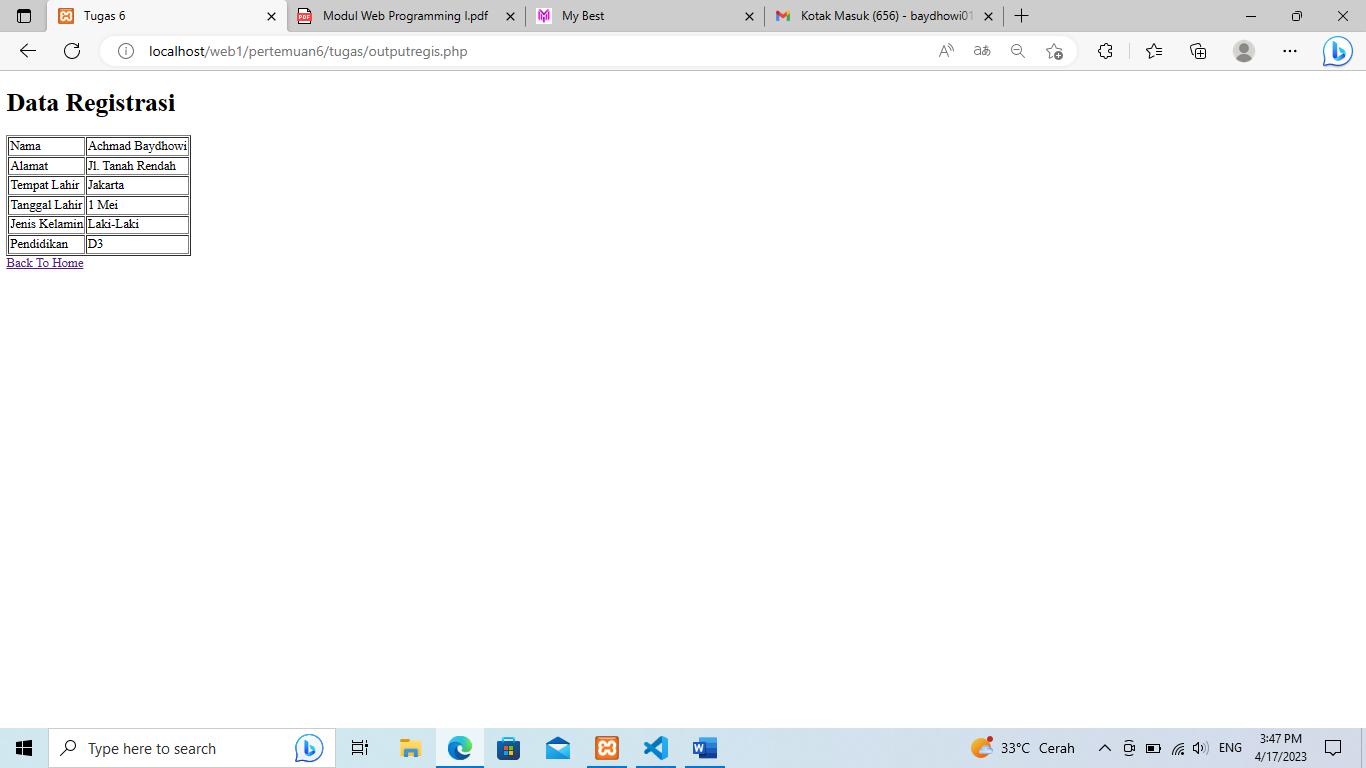 Tugas 6
Modul Web Programming I.pdf
My Best
Kotak Masuk (656) - baydhowi01
localhost/web1/pertemuan6/tugas/outputregis.php
Data Registrasi
Nama Achmad Baydhowi
Alamat Jl. Tanah Rendah
Tempat Lahir Jakarta
Tanggal Lahir 1 Mei
Jenis Kelamin Laki-Laki
Pendidikan D3
Back To Home
Type here to search
33°C Cerah
ENG
3:47 PM
4/17/2023